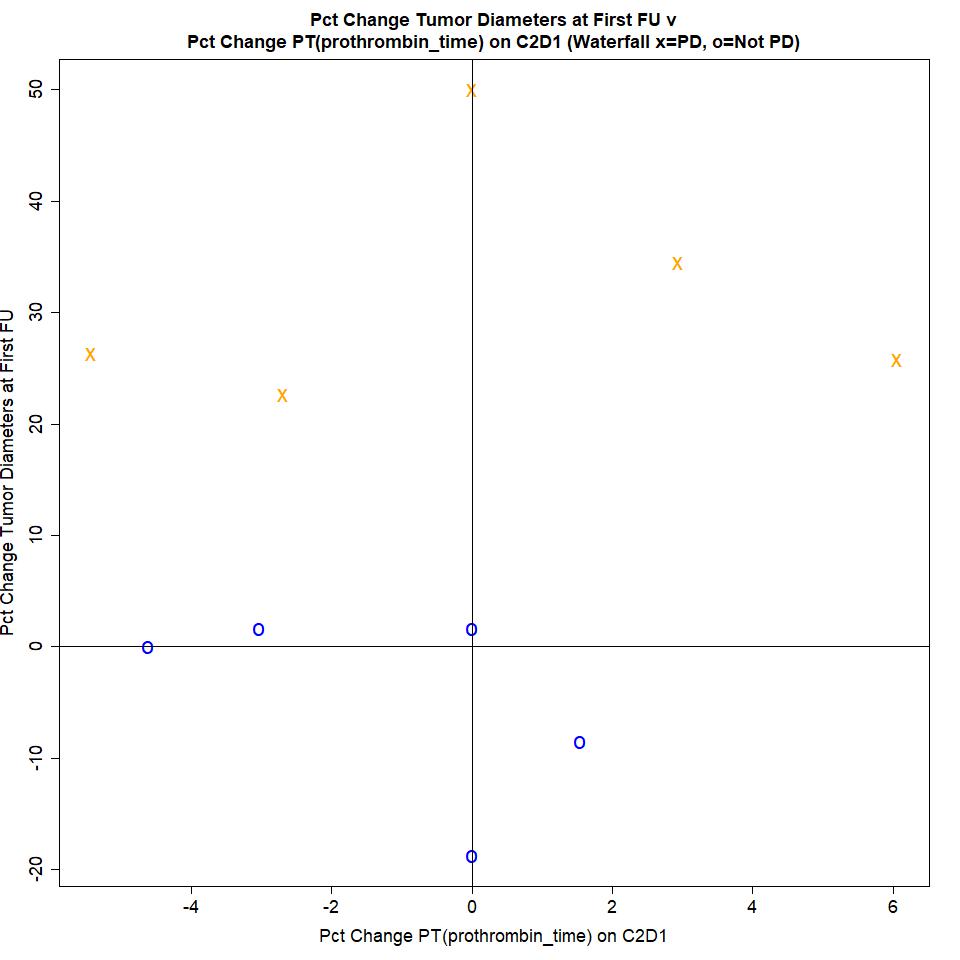 Pct Change Tumor Diameters at First FU v
Pct Change PT(prothrombin_time) on C2D1 (Waterfall x=PD, o=Not PD)
Pct Change Tumor Diameters at First FU
50
40
30
20
10
0
-10
-20
X
X
X
X
X
O
O
O
O
O
-4
-2
0
2
4
6
Pct Change PT(prothrombin_time) on C2D1